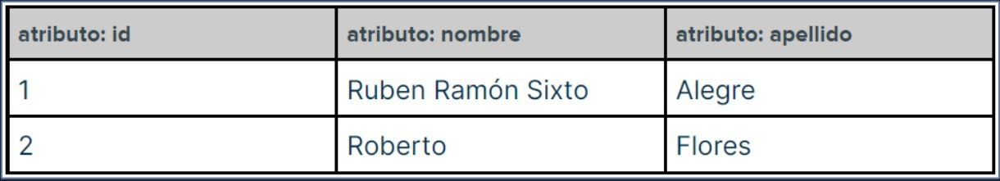 atributo: id atributo: nombre atributo: apellido
1 Ruben Ramón Sixto Alegre
2 Roberto Flores